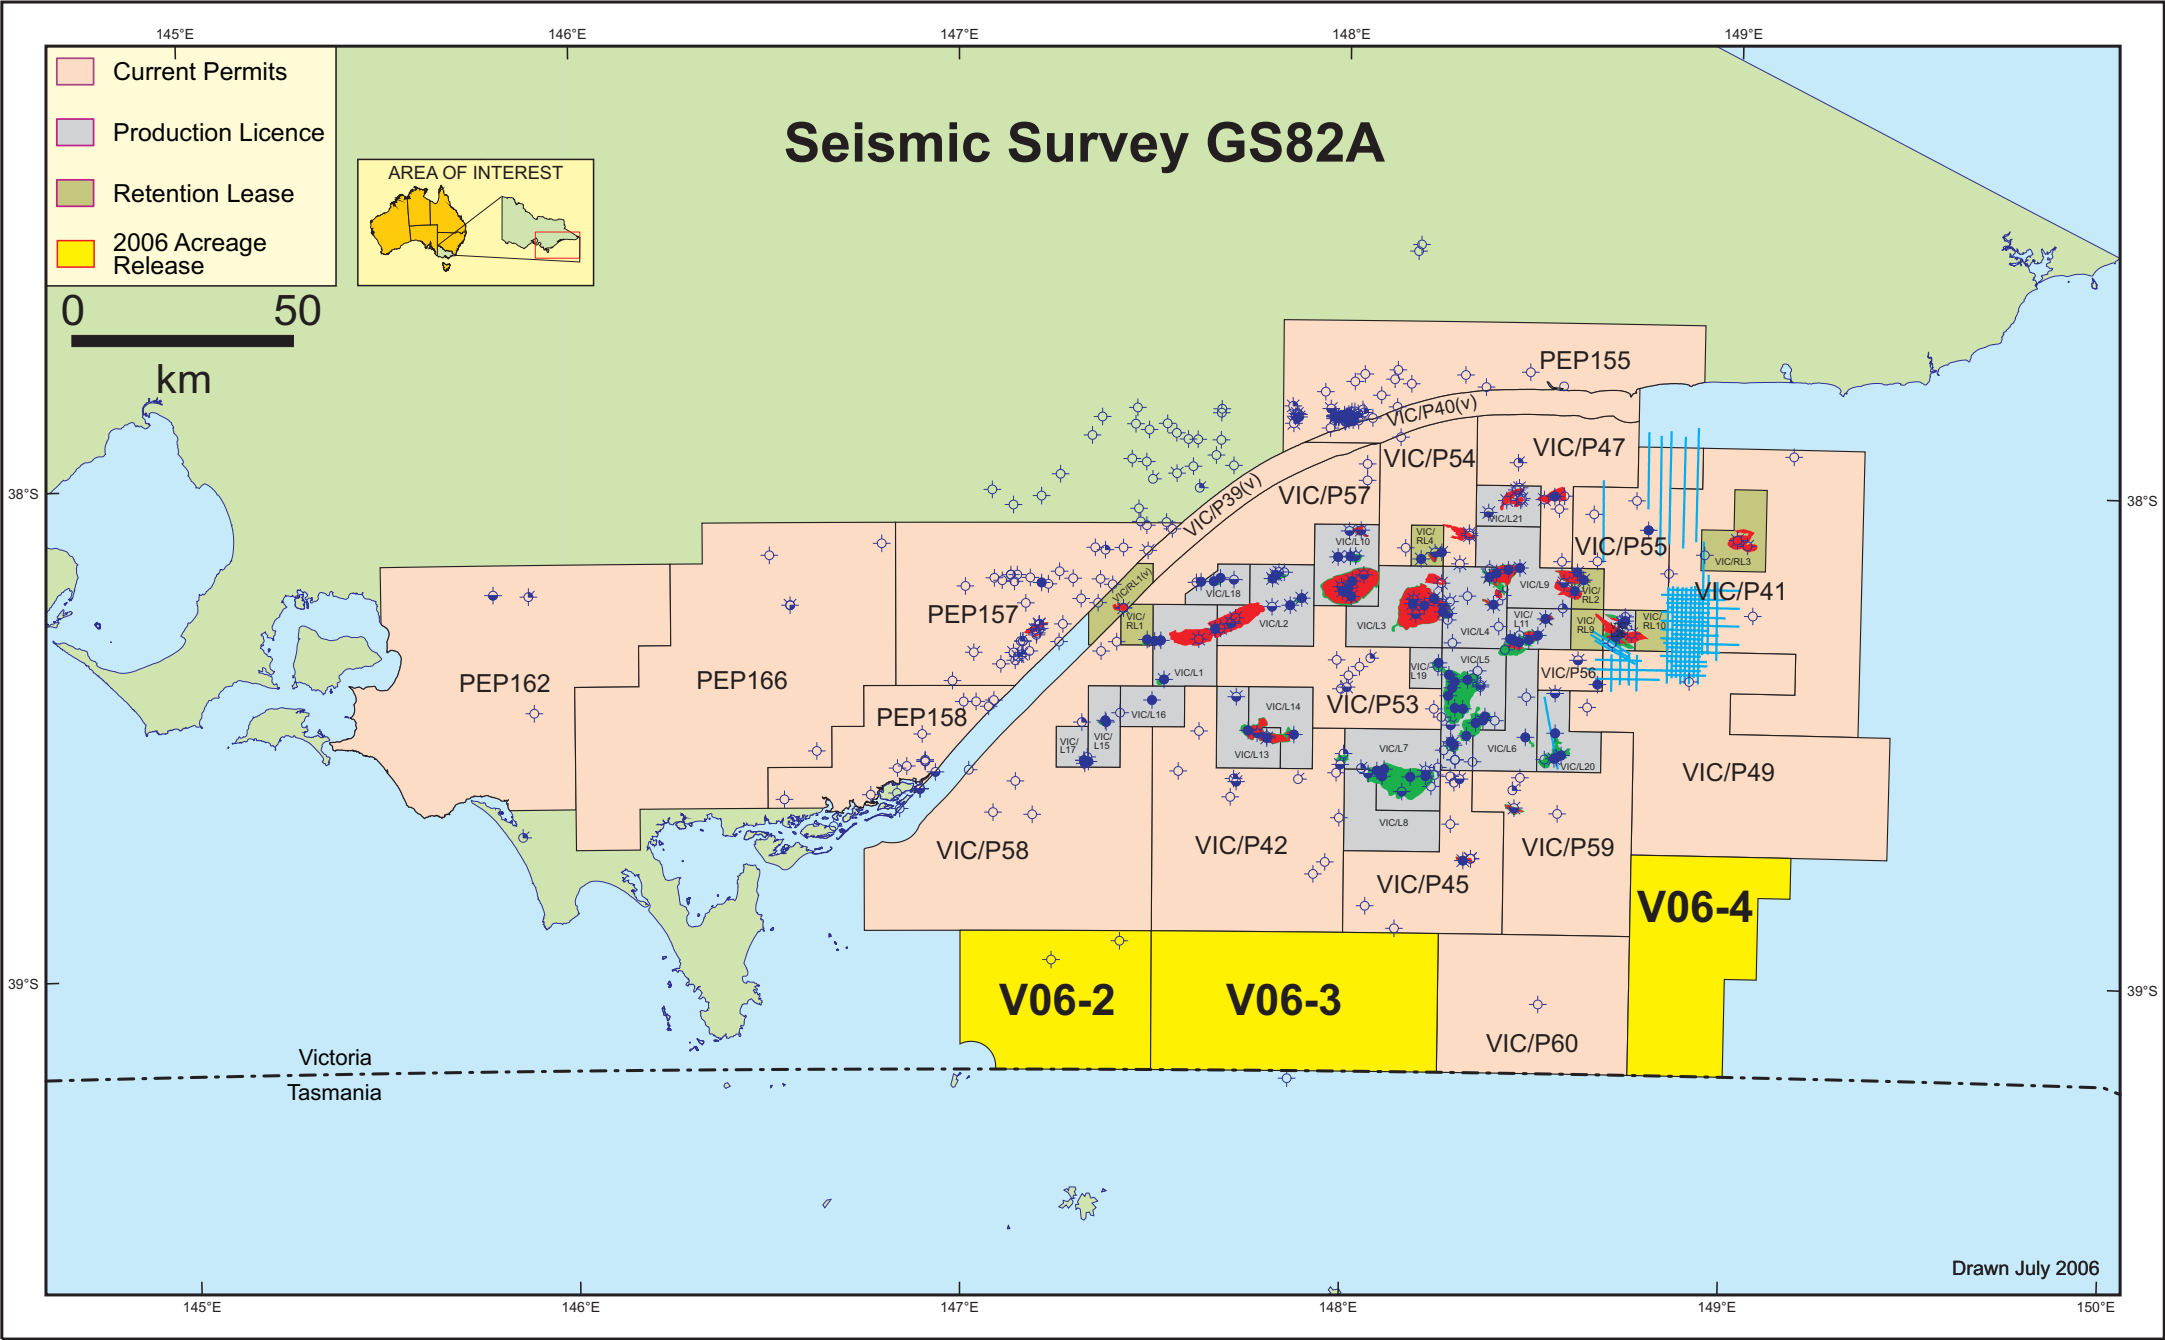 145°E
146°E
147°E
148°E
149°E
Current Permits
Production Licence
Retention Lease
2006 Acreage
Release
AREA OF INTEREST
Seismic Survey GS82A
0
50
km
38°S
38°S
PEP155
VIC/P40(v)
VIC/P47
VIC/P54
VIC/P57
VIC/P39(v)
VIC/L21
VIC/L10
VIC/
RL4
VIC/P55
VIC/RL3
VIC/RL1(v)
VIC/L18
VIC/L9
VIC/
RL2
VIC/P41
PEP157
VIC/
RL1
VIC/L2
VIC/L3
VIC/L4
VIC/
L11
VIC/
RL9
VIC/
RL10
PEP162
PEP166
VIC/L1
VIC/
L19
VIC/L5
VIC/P56
PEP158
VIC/L16
VIC/L14
VIC/P53
VIC/
L17
VIC/
L15
VIC/L13
VIC/L7
VIC/L6
VIC/L20
VIC/P49
VIC/L8
VIC/P58
VIC/P42
VIC/P59
VIC/P45
V06-4
39°S
39°S
V06-2
V06-3
VIC/P60
Victoria
Tasmania
Drawn July 2006
145°E
146°E
147°E
148°E
149°E
150°E